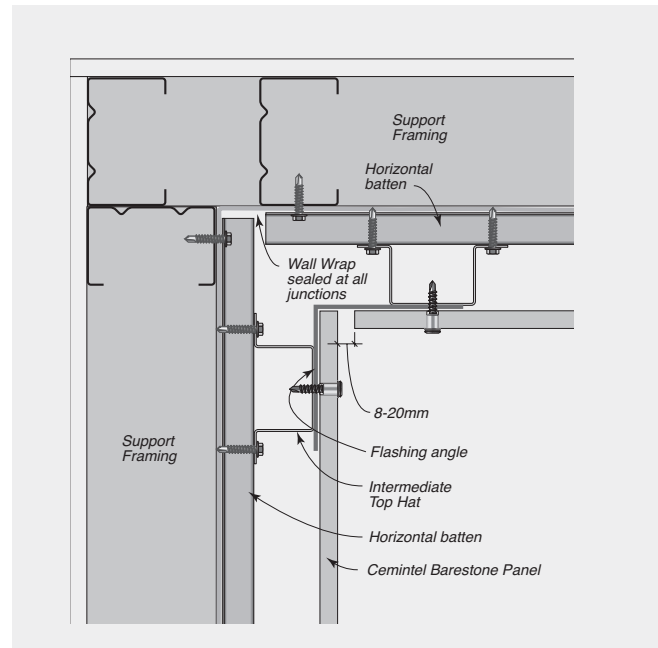 Support
Framing
Horizontal
batten
Wall Wrap
sealed at all
junctions
8-20mm
Flashing angle
Support
Framing
Intermediate
Top Hat
Horizontal batten
Cemintel Barestone Panel